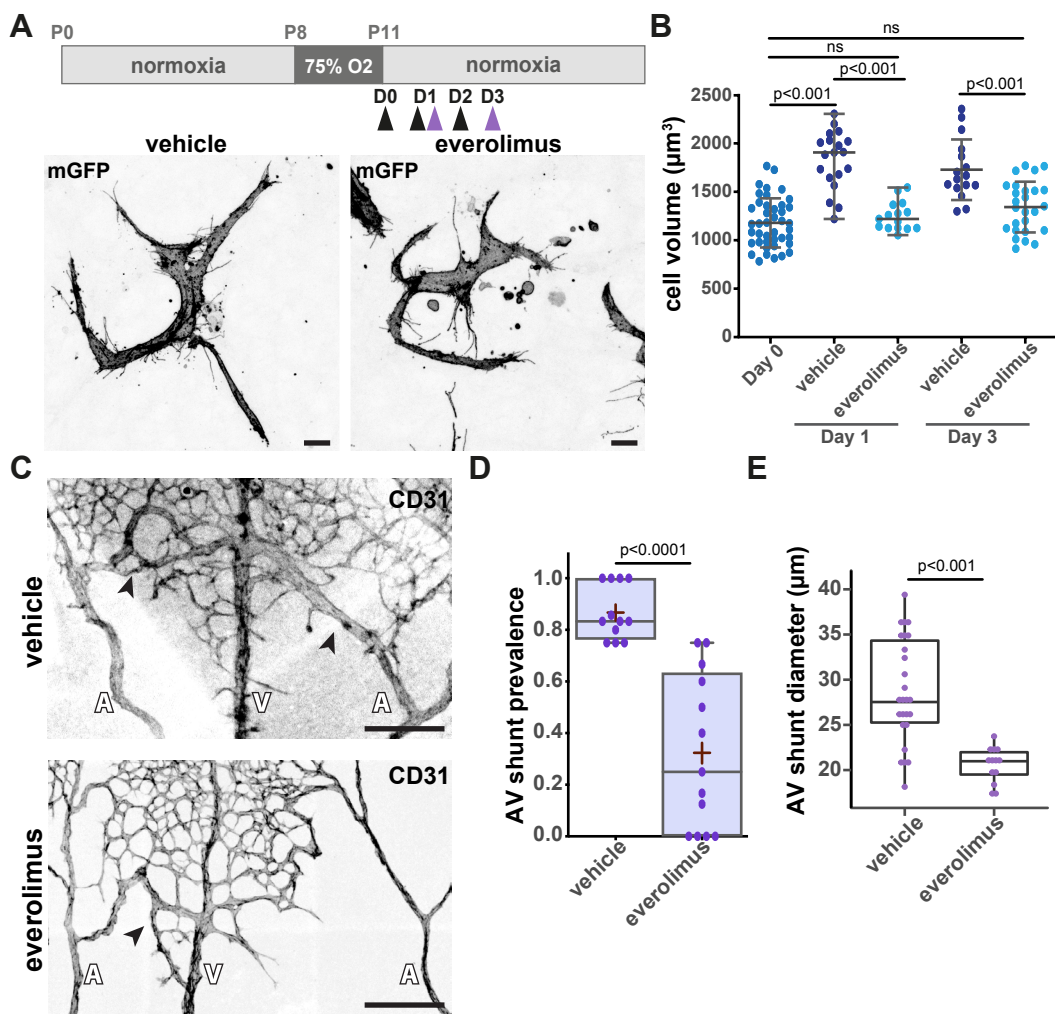 A
P0 P8 P11
normoxia 75% O2 normoxia
D0 D1 D2 D3
vehicle everolimus
mGFP mGFP
B
ns
ns
p<0.001 p<0.001 p<0.001
cell volume (µm³)
2500
2000
1500
1000
500
0
Day 0 vehicle everolimus vehicle everolimus
Day 1 Day 3
C
vehicle
CD31
A V A
everolimus
CD31
A V A
D
p<0.0001
AV shunt prevalence
1.0
0.8
0.6
0.4
0.2
0.0
vehicle everolimus
E
p<0.001
AV shunt diameter (µm)
40
35
30
25
20
vehicle everolimus